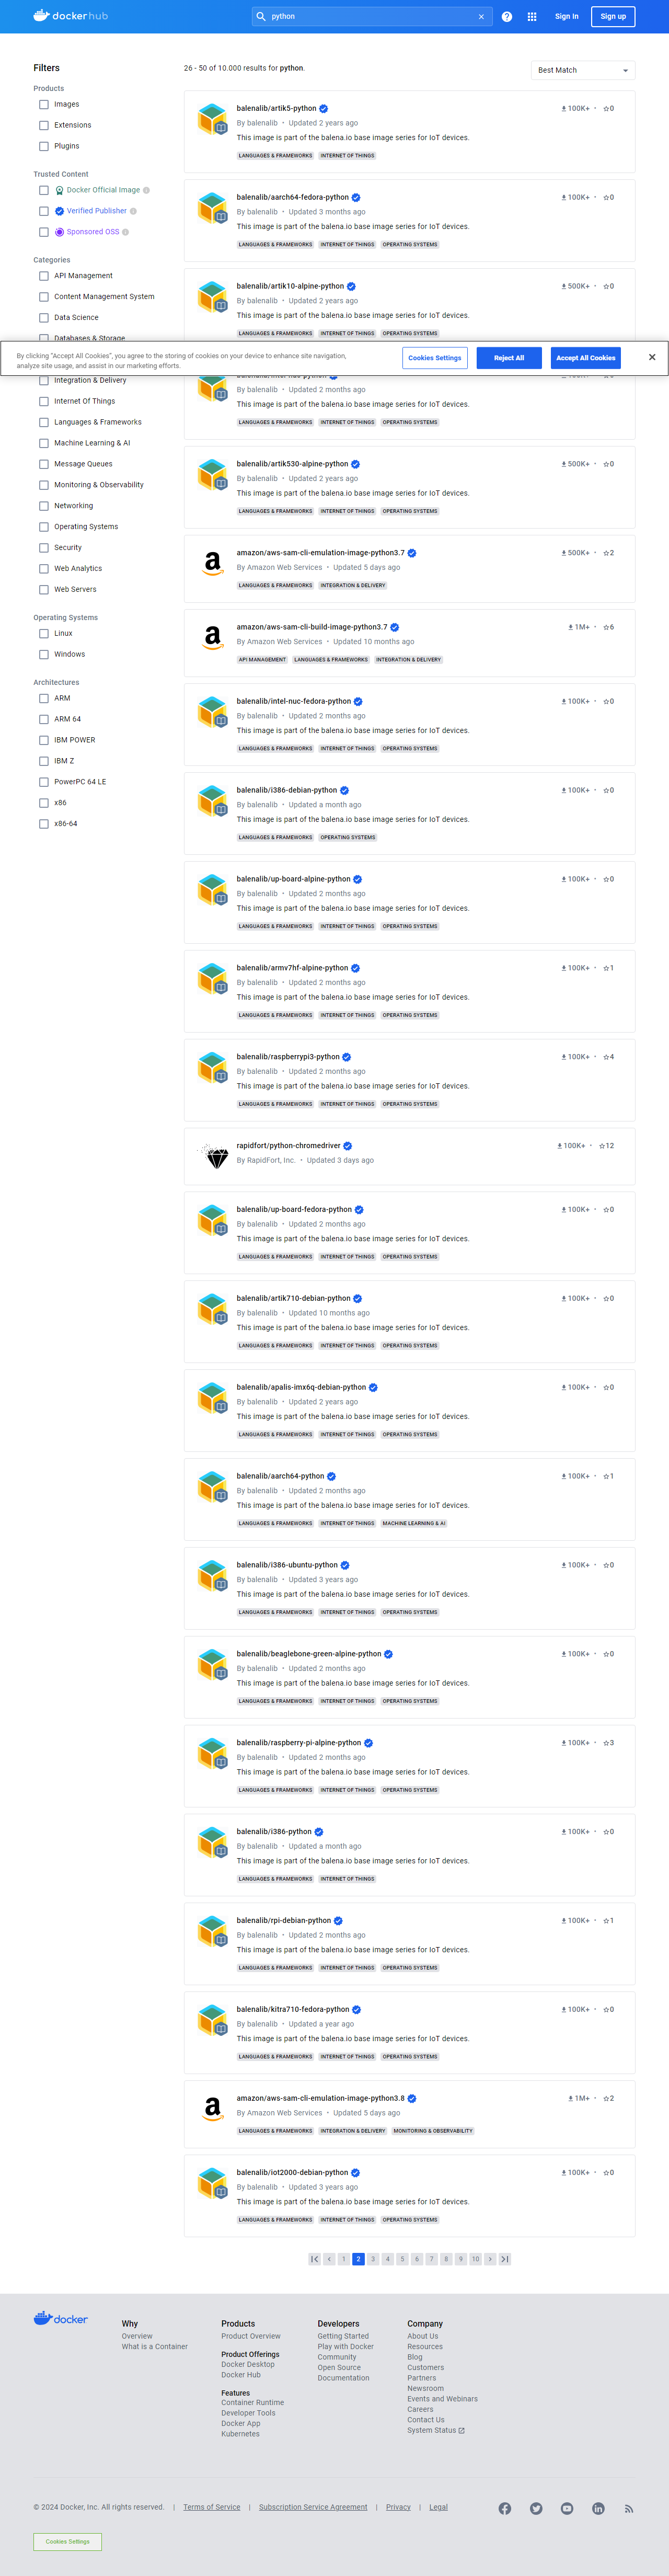 docker hub
python
Sign In
Sign up
Filters
Products
Images
Extensions
Plugins
Trusted Content
Docker Official Image
Verified Publisher
Sponsored OSS
Categories
API Management
Content Management System
Data Science
Databases & Storage
Integration & Delivery
Internet Of Things
Languages & Frameworks
Machine Learning & AI
Message Queues
Monitoring & Observability
Networking
Operating Systems
Security
Web Analytics
Web Servers
Operating Systems
Linux
Windows
Architectures
ARM
ARM 64
IBM POWER
IBM Z
PowerPC 64 LE
x86
x86-64
26 - 50 of 10.000 results for python.
Best Match
balenalib/artik5-python
100K+ • 0
By balenalib • Updated 2 years ago
This image is part of the balena.io base image series for IoT devices.
LANGUAGES & FRAMEWORKS INTERNET OF THINGS
balenalib/aarch64-fedora-python
100K+ • 0
By balenalib • Updated 3 months ago
This image is part of the balena.io base image series for IoT devices.
LANGUAGES & FRAMEWORKS INTERNET OF THINGS OPERATING SYSTEMS
balenalib/artik10-alpine-python
500K+ • 0
By balenalib • Updated 2 years ago
This image is part of the balena.io base image series for IoT devices.
LANGUAGES & FRAMEWORKS INTERNET OF THINGS OPERATING SYSTEMS
By clicking "Accept All Cookies", you agree to the storing of cookies on your device to enhance site navigation,
analyze site usage, and assist in our marketing efforts.
Cookies Settings
Reject All
Accept All Cookies
By balenalib • Updated 2 months ago
This image is part of the balena.io base image series for IoT devices.
LANGUAGES & FRAMEWORKS INTERNET OF THINGS OPERATING SYSTEMS
balenalib/artik530-alpine-python
500K+ • 0
By balenalib • Updated 2 years ago
This image is part of the balena.io base image series for IoT devices.
LANGUAGES & FRAMEWORKS INTERNET OF THINGS OPERATING SYSTEMS
amazon/aws-sam-cli-emulation-image-python3.7
500K+ • 2
By Amazon Web Services • Updated 5 days ago
LANGUAGES & FRAMEWORKS INTEGRATION & DELIVERY
amazon/aws-sam-cli-build-image-python3.7
1M+ • 6
By Amazon Web Services • Updated 10 months ago
API MANAGEMENT LANGUAGES & FRAMEWORKS INTEGRATION & DELIVERY
balenalib/intel-nuc-fedora-python
100K+ • 0
By balenalib • Updated 2 months ago
This image is part of the balena.io base image series for IoT devices.
LANGUAGES & FRAMEWORKS INTERNET OF THINGS OPERATING SYSTEMS
balenalib/i386-debian-python
100K+ • 0
By balenalib • Updated a month ago
This image is part of the balena.io base image series for IoT devices.
LANGUAGES & FRAMEWORKS OPERATING SYSTEMS
balenalib/up-board-alpine-python
100K+ • 0
By balenalib • Updated 2 months ago
This image is part of the balena.io base image series for IoT devices.
LANGUAGES & FRAMEWORKS INTERNET OF THINGS OPERATING SYSTEMS
balenalib/armv7hf-alpine-python
100K+ • 1
By balenalib • Updated 2 months ago
This image is part of the balena.io base image series for IoT devices.
LANGUAGES & FRAMEWORKS INTERNET OF THINGS OPERATING SYSTEMS
balenalib/raspberrypi3-python
100K+ • 4
By balenalib • Updated 2 months ago
This image is part of the balena.io base image series for IoT devices.
LANGUAGES & FRAMEWORKS INTERNET OF THINGS OPERATING SYSTEMS
rapidfort/python-chromedriver
100K+ • 12
By RapidFort, Inc. • Updated 3 days ago
balenalib/up-board-fedora-python
100K+ • 0
By balenalib • Updated 2 months ago
This image is part of the balena.io base image series for IoT devices.
LANGUAGES & FRAMEWORKS INTERNET OF THINGS OPERATING SYSTEMS
balenalib/artik710-debian-python
100K+ • 0
By balenalib • Updated 10 months ago
This image is part of the balena.io base image series for IoT devices.
LANGUAGES & FRAMEWORKS INTERNET OF THINGS OPERATING SYSTEMS
balenalib/apalis-imx6q-debian-python
100K+ • 0
By balenalib • Updated 2 years ago
This image is part of the balena.io base image series for IoT devices.
LANGUAGES & FRAMEWORKS INTERNET OF THINGS OPERATING SYSTEMS
balenalib/aarch64-python
100K+ • 1
By balenalib • Updated 2 months ago
This image is part of the balena.io base image series for IoT devices.
LANGUAGES & FRAMEWORKS INTERNET OF THINGS MACHINE LEARNING & AI
balenalib/i386-ubuntu-python
100K+ • 0
By balenalib • Updated 3 years ago
This image is part of the balena.io base image series for IoT devices.
LANGUAGES & FRAMEWORKS INTERNET OF THINGS OPERATING SYSTEMS
balenalib/beaglebone-green-alpine-python
100K+ • 0
By balenalib • Updated 2 months ago
This image is part of the balena.io base image series for IoT devices.
LANGUAGES & FRAMEWORKS INTERNET OF THINGS OPERATING SYSTEMS
balenalib/raspberry-pi-alpine-python
100K+ • 3
By balenalib • Updated 2 months ago
This image is part of the balena.io base image series for IoT devices.
LANGUAGES & FRAMEWORKS INTERNET OF THINGS OPERATING SYSTEMS
balenalib/i386-python
100K+ • 0
By balenalib • Updated a month ago
This image is part of the balena.io base image series for IoT devices.
LANGUAGES & FRAMEWORKS INTERNET OF THINGS
balenalib/rpi-debian-python
100K+ • 1
By balenalib • Updated 2 months ago
This image is part of the balena.io base image series for IoT devices.
LANGUAGES & FRAMEWORKS INTERNET OF THINGS OPERATING SYSTEMS
balenalib/kitra710-fedora-python
100K+ • 0
By balenalib • Updated a year ago
This image is part of the balena.io base image series for IoT devices.
LANGUAGES & FRAMEWORKS INTERNET OF THINGS OPERATING SYSTEMS
amazon/aws-sam-cli-emulation-image-python3.8
1M+ • 2
By Amazon Web Services • Updated 5 days ago
LANGUAGES & FRAMEWORKS INTEGRATION & DELIVERY MONITORING & OBSERVABILITY
balenalib/iot2000-debian-python
100K+ • 0
By balenalib • Updated 3 years ago
This image is part of the balena.io base image series for IoT devices.
LANGUAGES & FRAMEWORKS INTERNET OF THINGS OPERATING SYSTEMS
1 2 3 4 5 6 7 8 9 10
docker
Why
Overview
What is a Container
Products
Product Overview
Product Offerings
Docker Desktop
Docker Hub
Features
Container Runtime
Developer Tools
Docker App
Kubernetes
Developers
Getting Started
Play with Docker
Community
Open Source
Documentation
Company
About Us
Resources
Blog
Customers
Partners
Newsroom
Events and Webinars
Careers
Contact Us
System Status
© 2024 Docker, Inc. All rights reserved. | Terms of Service | Subscription Service Agreement | Privacy | Legal
Cookies Settings